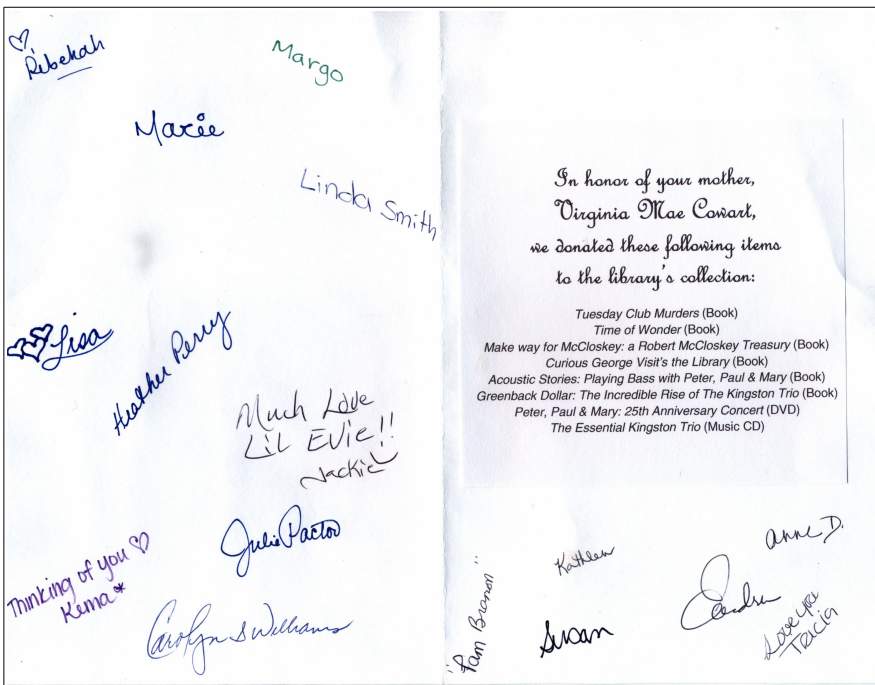 Rebekah
Margo
Marie
Linda Smith
Lisa
Heather Perry
Much Love
Lil Evie!!
Jackie
Julie Pactor
Thinking of you
Kema*
Carolyn S Williams
In honor of your mother,
Virginia Mae Cowart,
we donated these following items
to the library's collection:
Tuesday Club Murders (Book)
Time of Wonder (Book)
Make way for McCloskey: a Robert McCloskey Treasury (Book)
Curious George Visit's the Library (Book)
Acoustic Stories: Playing Bass with Peter, Paul & Mary (Book)
Greenback Dollar: The Incredible Rise of The Kingston Trio (Book)
Peter, Paul & Mary: 25th Anniversary Concert (DVD)
The Essential Kingston Trio (Music CD)
"Pam Branson"
Kathleen
Anne D.
Susan
Sandra
Love you
Tricia